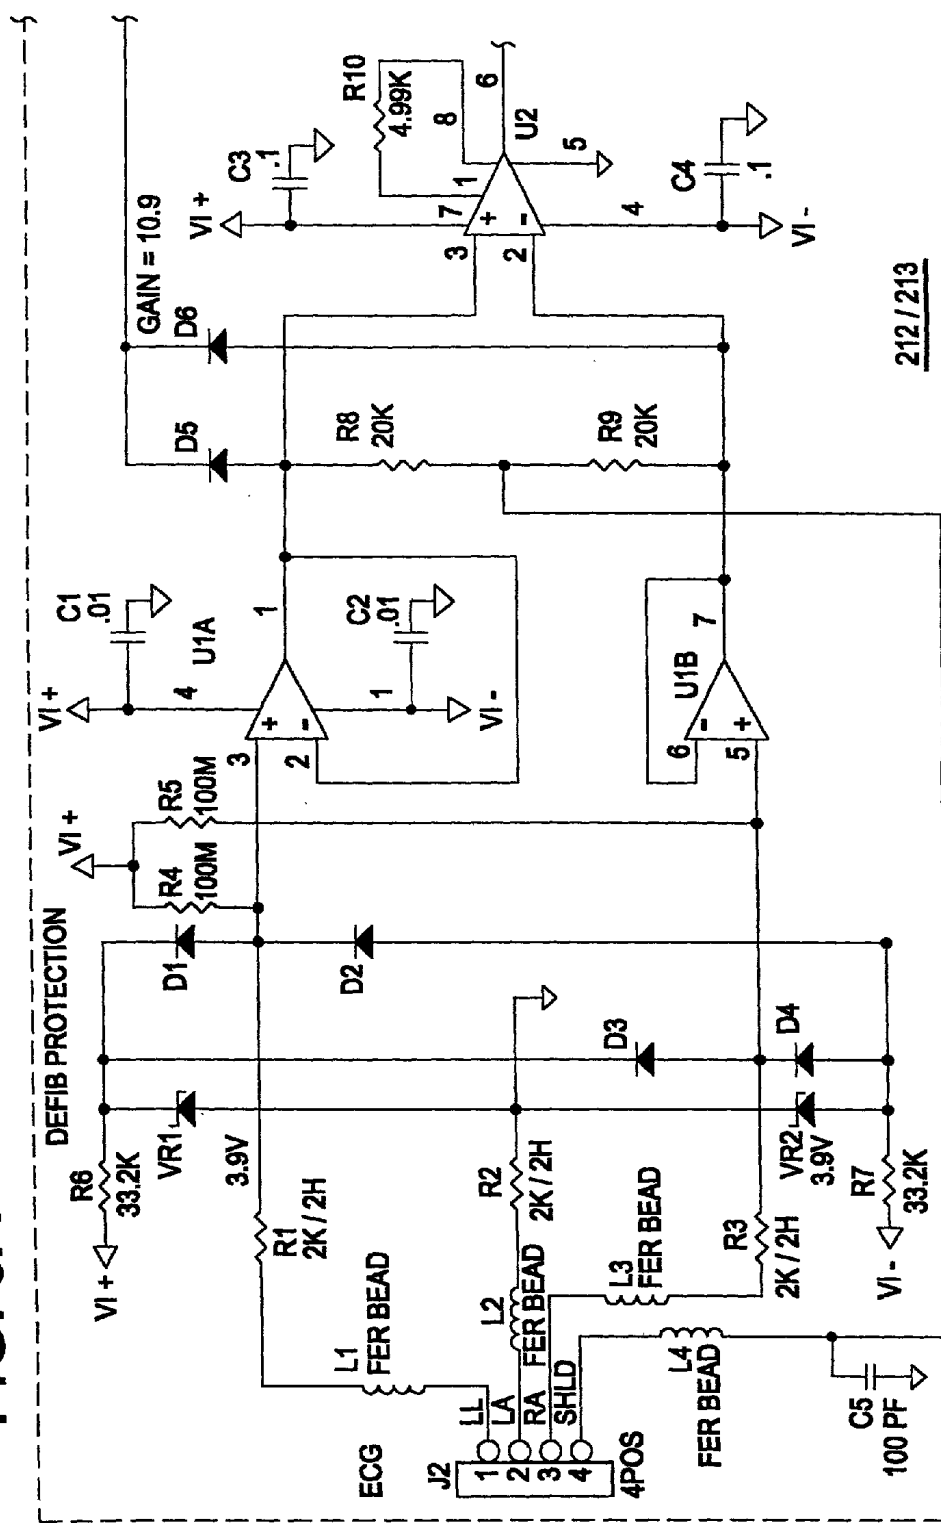 DEFIB PROTECTION
VI +
R6
33.2K
VR1
3.9V
D1
VI +
R4
100M
R5
100M
VI +
4
C1
.01
U1A
3
2
+
-
1
1
C2
.01
VI -
D5
D6
GAIN = 10.9
VI +
C3
.1
R10
4.99K
7
1
8
3
2
+
-
6
U2
5
4
C4
.1
VI -
R8
20K
R9
20K
212 / 213
R1
2K / 2H
L1
FER BEAD
D2
R2
2K / 2H
L2
FER BEAD
D3
D4
VR2
3.9V
R7
33.2K
VI -
R3
2K / 2H
L3
FER BEAD
U1B
6
5
-
+
7
ECG
J2
1
2
3
4
4POS
LL
LA
RA
SHLD
L4
FER BEAD
C5
100 PF